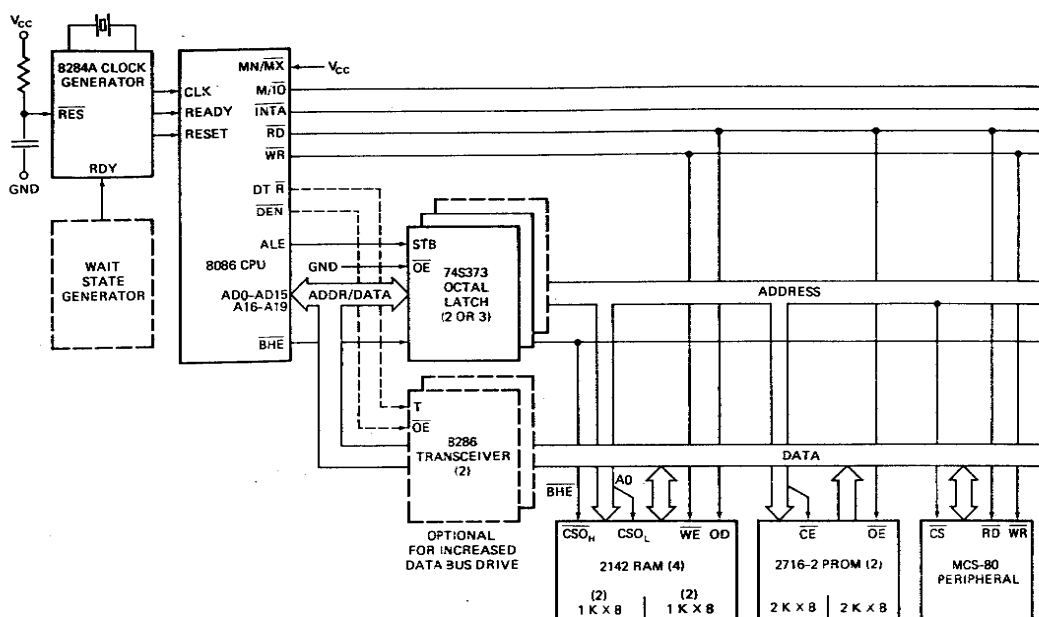 VCC
8284A CLOCK
GENERATOR
RES
RDY
GND
WAIT
STATE
GENERATOR
CLK
READY
RESET
MN/MX
VCC
M/IO
INTA
RD
WR
DT R
DEN
ALE
8086 CPU
AD0-AD15
A16-A19
BHE
GND
ADDR/DATA
STB
OE
74S373
OCTAL
LATCH
(2 OR 3)
ADDRESS
T
OE
8286
TRANSCEIVER
(2)
DATA
OPTIONAL
FOR INCREASED
DATA BUS DRIVE
BHE
A0
CSOH
CSOL
WE
OD
2142 RAM (4)
(2)
1 K X 8
(2)
1 K X 8
CE
OE
2716-2 PROM (2)
2 K X 8
2 K X 8
CS
RD
WR
MCS-80
PERIPHERAL